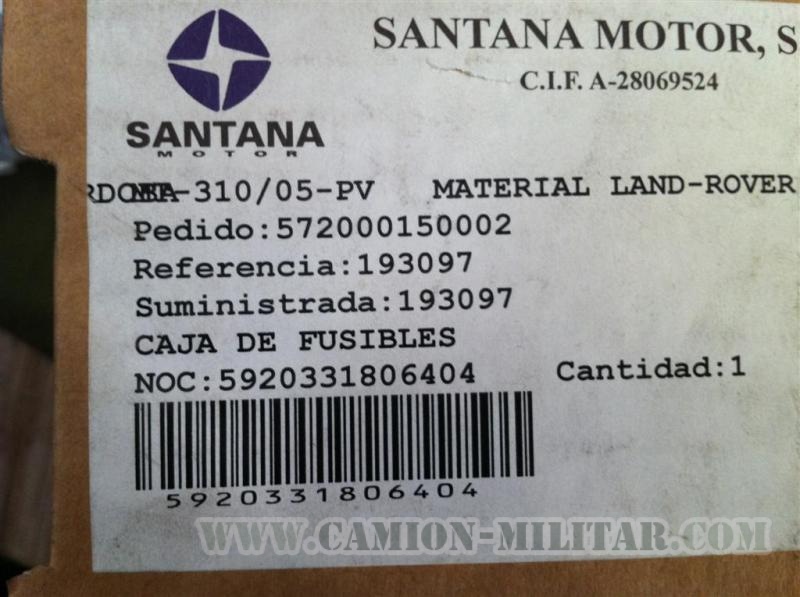 SANTANA MOTOR, S
C.I.F. A-28069524
SANTANA
MOTOR
-310/05-PV MATERIAL LAND-ROVER
Pedido:572000150002
Referencia:193097
Suministrada:193097
CAJA DE FUSIBLES
NOC:5920331806404 Cantidad:1
5920331806404
WWW.CAMION-MILITAR.COM